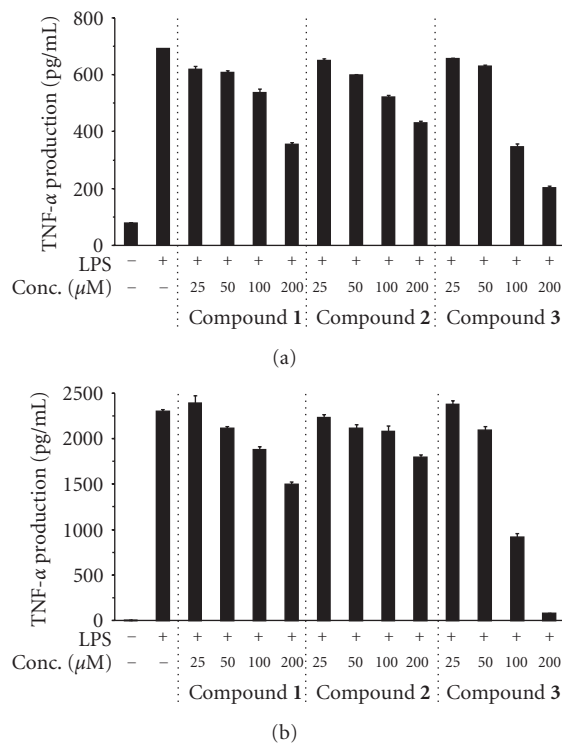 (a)
TNF-α production (pg/mL)
800
600
400
200
0
LPS − + + + + + + + + + + + + +
Conc. (μM) − − 25 50 100 200 25 50 100 200 25 50 100 200
Compound 1 Compound 2 Compound 3
(a)
TNF-α production (pg/mL)
2500
2000
1500
1000
500
0
LPS − + + + + + + + + + + + + +
Conc. (μM) − − 25 50 100 200 25 50 100 200 25 50 100 200
Compound 1 Compound 2 Compound 3
(b)